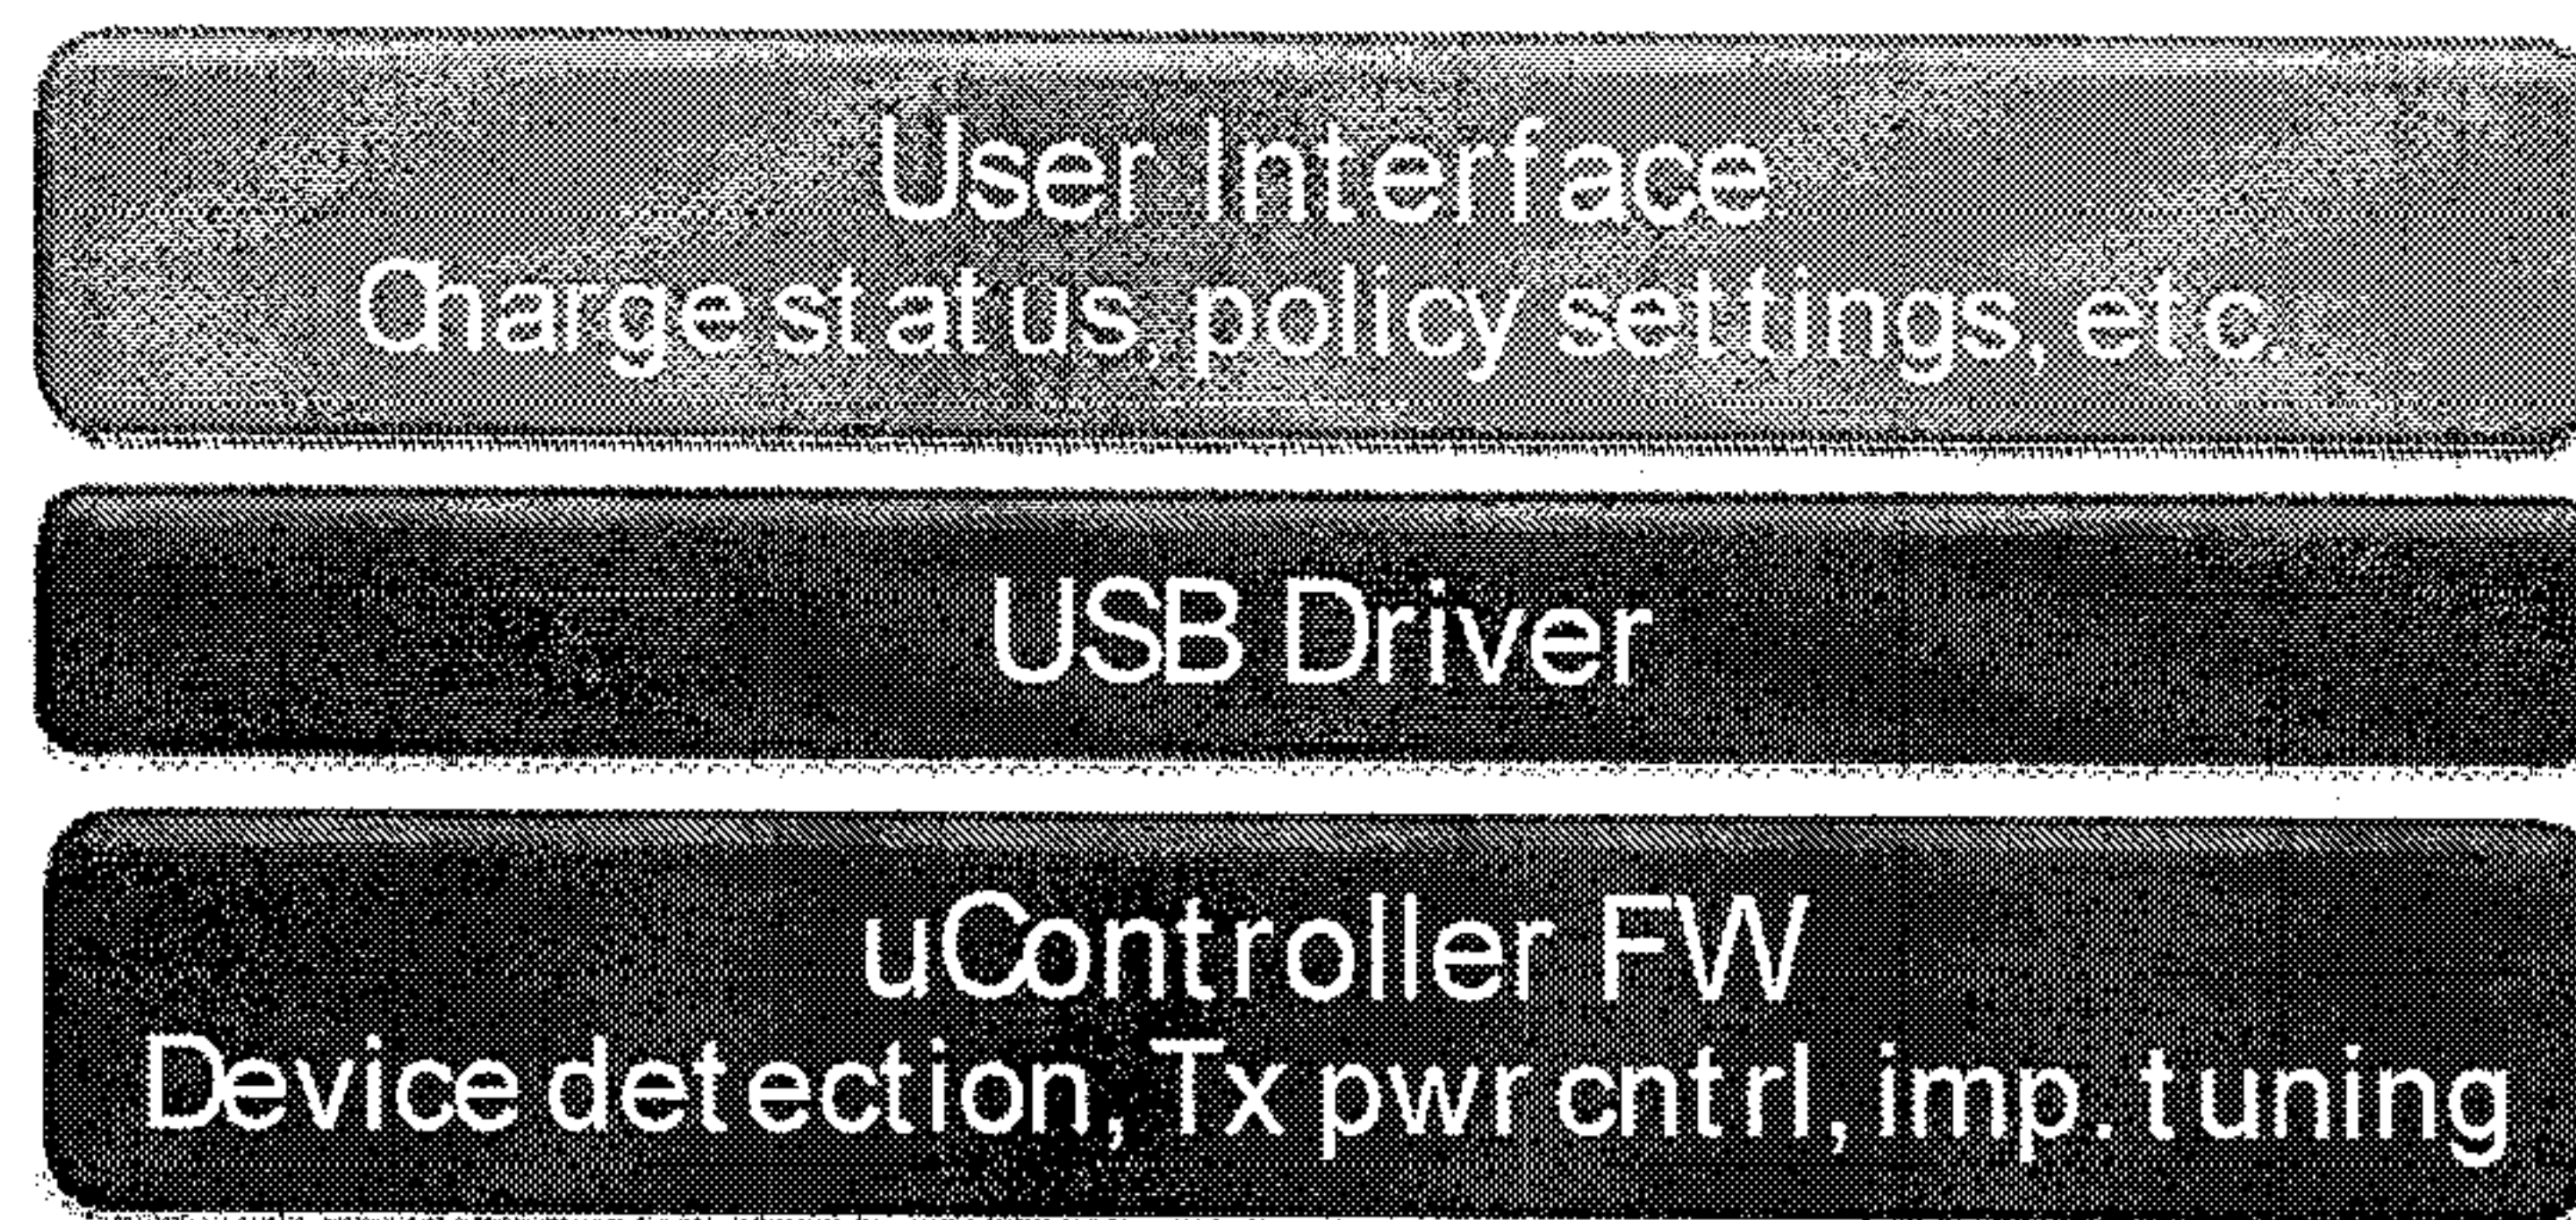 User Interface
Charge status, policy settings, etc.
USB Driver
uController FW
Device detection, Tx pwr cntrl, imp. tuning